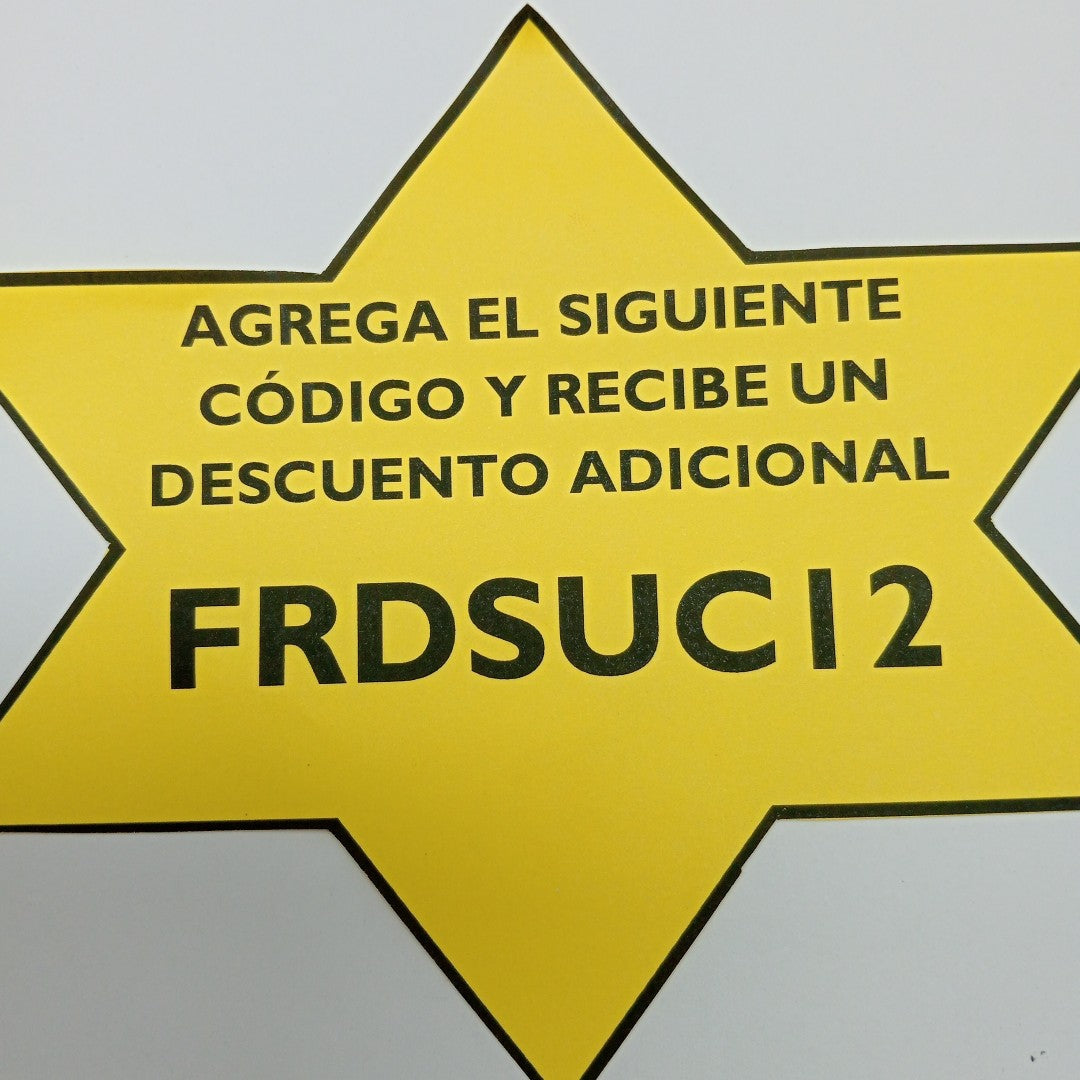 AGREGA EL SIGUIENTE
CÓDIGO Y RECIBE UN
DESCUENTO ADICIONAL
FRDSUC12